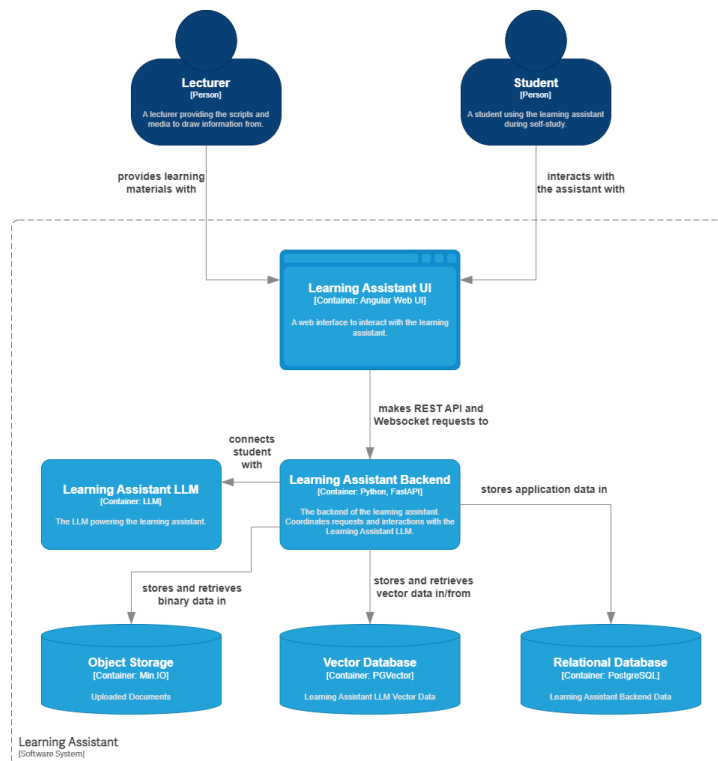 Lecturer
[Person]
A lecturer providing the scripts and
media to draw information from.
Student
[Person]
A student using the learning assistant
during self-study.
provides learning
materials with
interacts with
the assistant with
Learning Assistant UI
[Container: Angular Web UI]
A web interface to interact with the learning
assistant.
makes REST API and
Websocket requests to
connects
student
with
Learning Assistant LLM
[Container: LLM]
The LLM powering the learning assistant.
Learning Assistant Backend
[Container: Python, FastAPI]
The backend of the learning assistant.
Coordinates requests and interactions with the
Learning Assistant LLM.
stores application data in
stores and retrieves
binary data in
stores and retrieves
vector data in/from
Object Storage
[Container: Min.IO]
Uploaded Documents
Vector Database
[Container: PGVector]
Learning Assistant LLM Vector Data
Relational Database
[Container: PostgreSQL]
Learning Assistant Backend Data
Learning Assistant
[Software System]